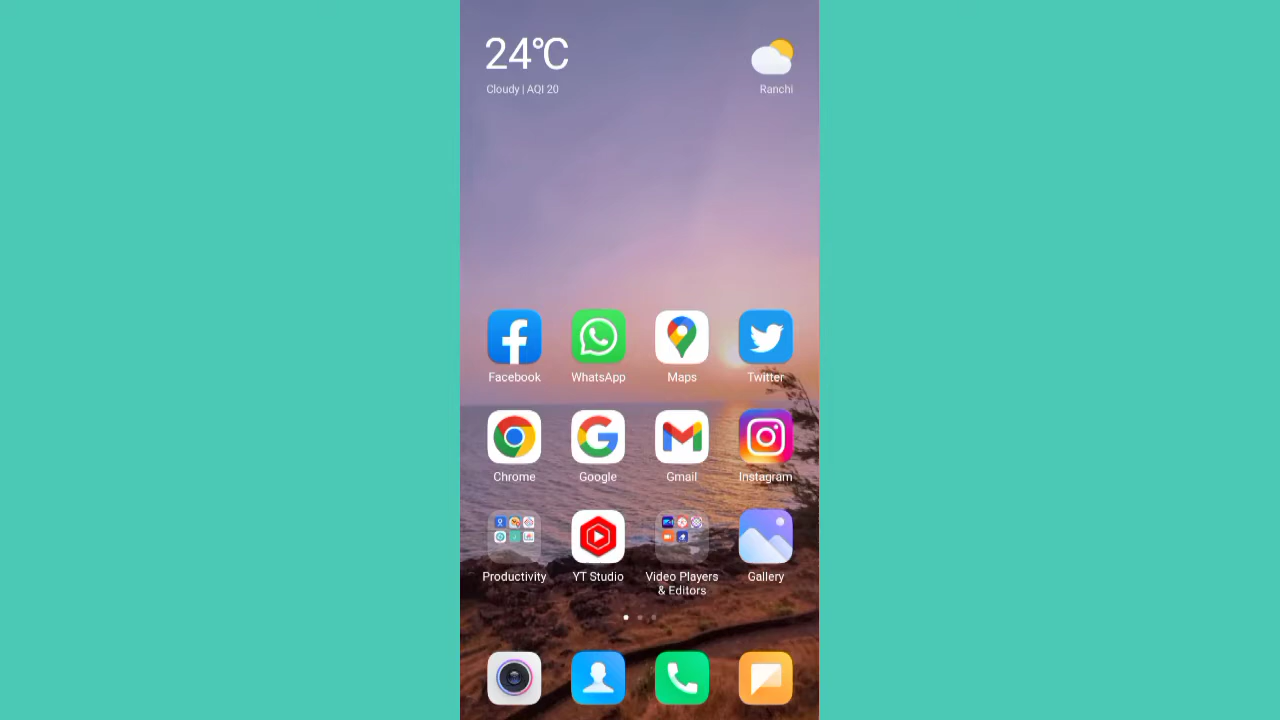 24℃
Cloudy | AQI 20
Ranchi
Facebook
WhatsApp
Maps
Twitter
Chrome
Google
Gmail
Instagram
Productivity
YT Studio
Video Players
& Editors
Gallery